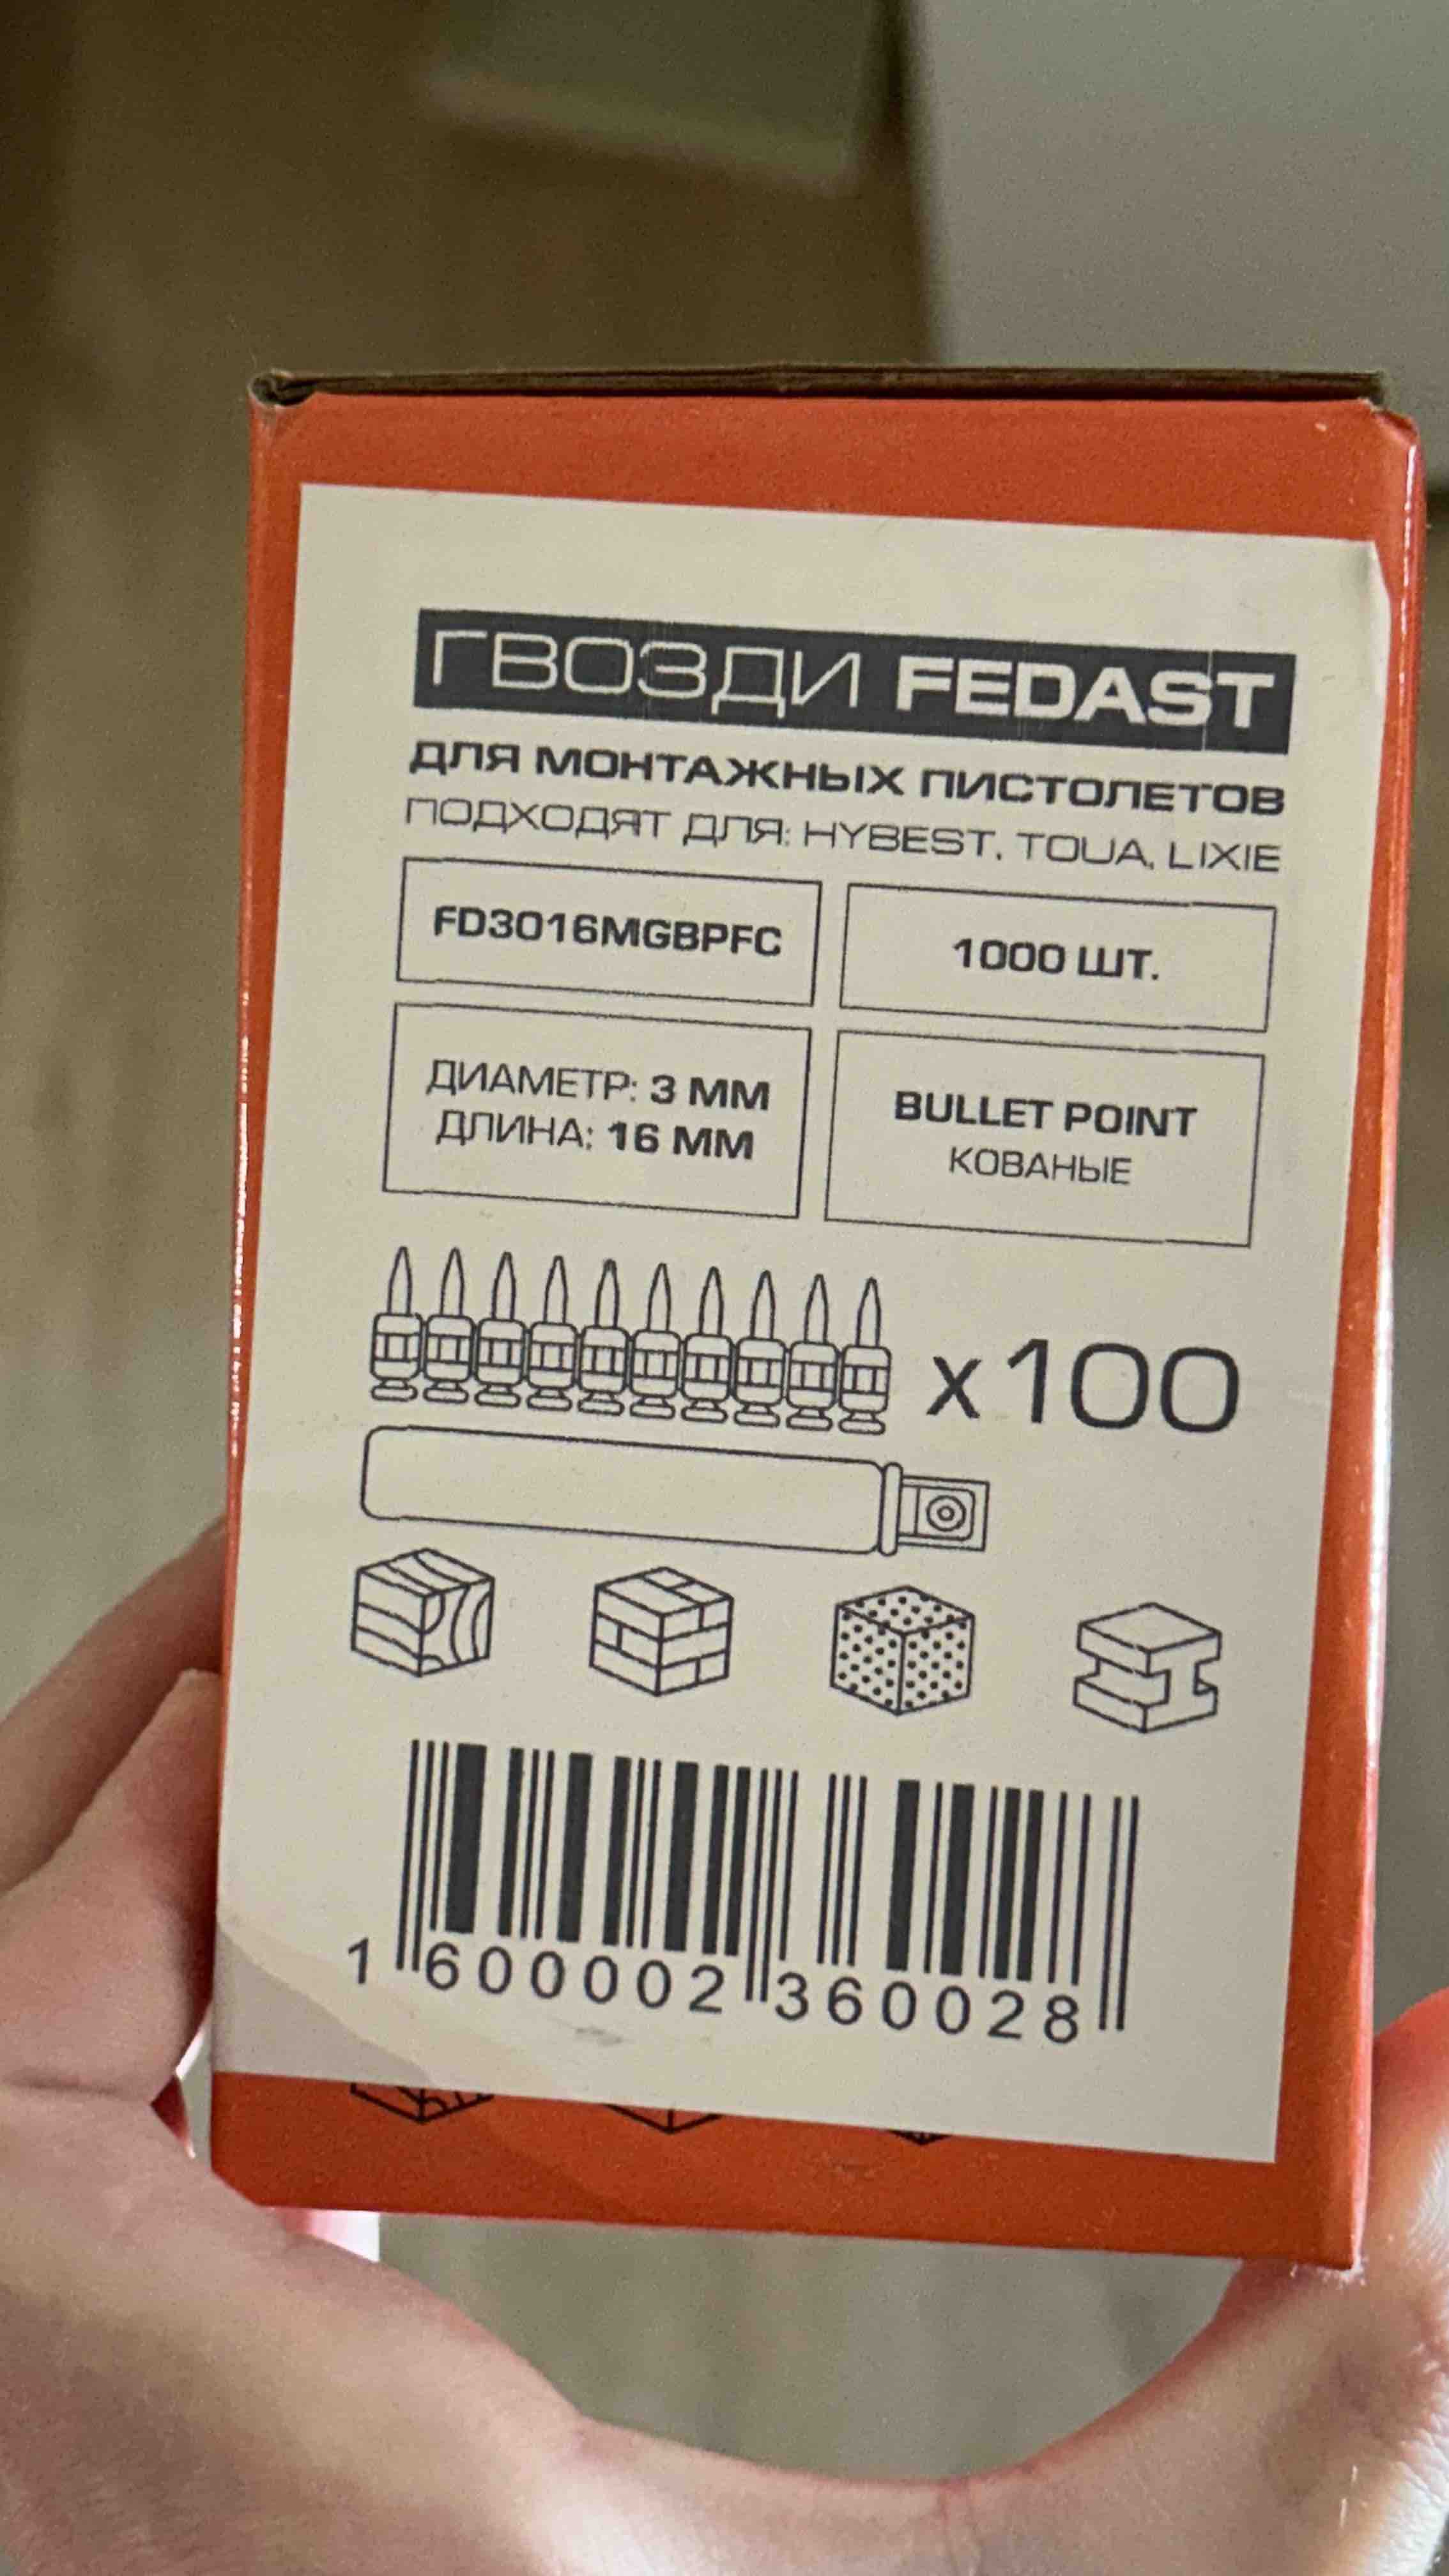 ГВОЗДИ FEDAST
ДЛЯ МОНТАЖНЫХ ПИСТОЛЕТОВ
ПОДХОДЯТ ДЛЯ: HYBEST, TOUA, LIXIE
FD3016MGBPFC
1000 ШТ.
ДИАМЕТР: 3 ММ
ДЛИНА: 16 ММ
BULLET POINT
КОВАНЫЕ
x100
1 600002 360028